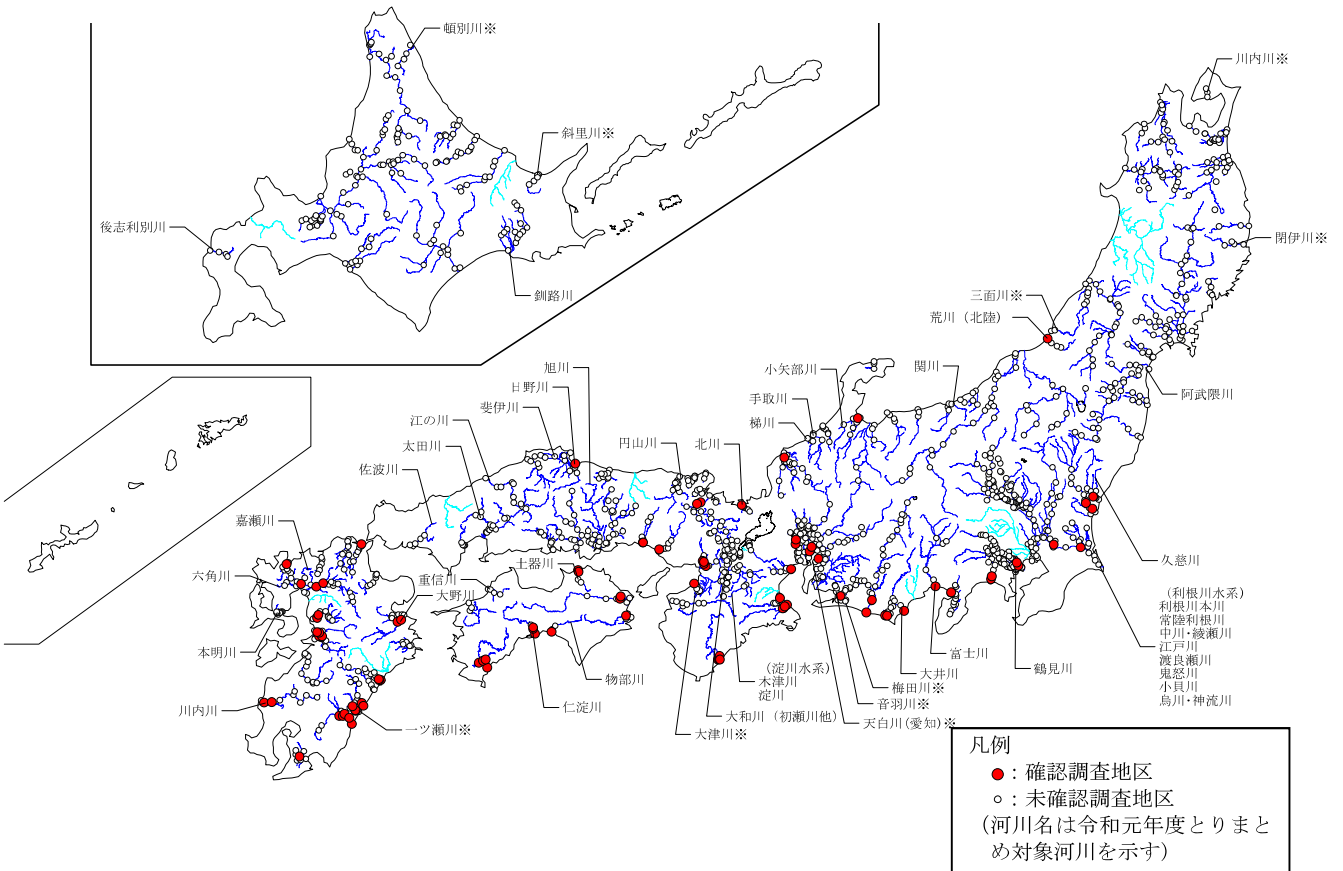 頓別川※
川内川※
斜里川※
後志利別川
閉伊川※
釧路川
三面川※
荒川（北陸）
旭川
日野川
斐伊川
江の川
太田川
佐波川
円山川
北川
小矢部川
手取川
梯川
関川
阿武隈川
嘉瀬川
六角川
重信川
土器川
大野川
久慈川
本明川
川内川
一ツ瀬川※
物部川
仁淀川
（淀川水系）
木津川
淀川
大和川（初瀬川他）
大津川※
富士川
大井川
梅田川※
音羽川※
天白川(愛知)※
鶴見川
（利根川水系）
利根川本川
常陸利根川
中川・綾瀬川
江戸川
渡良瀬川
鬼怒川
小貝川
烏川・神流川
凡例
：確認調査地区
：未確認調査地区
(河川名は令和元年度とりまと
め対象河川を示す)